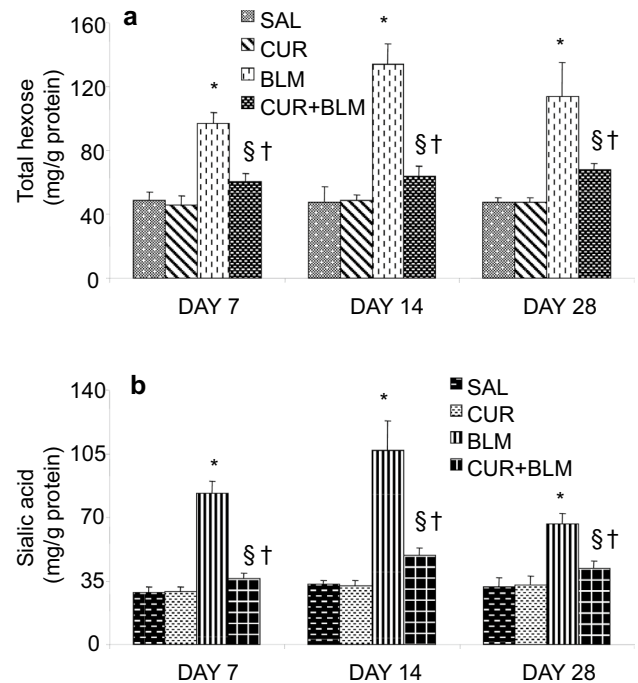 a
SAL
CUR
BLM
CUR+BLM
Total hexose
(mg/g protein)
160
120
80
40
0
*
§ †
*
§ †
*
§ †
DAY 7
DAY 14
DAY 28
b
SAL
CUR
BLM
CUR+BLM
Sialic acid
(mg/g protein)
140
105
70
35
0
*
§ †
*
§ †
*
§ †
DAY 7
DAY 14
DAY 28